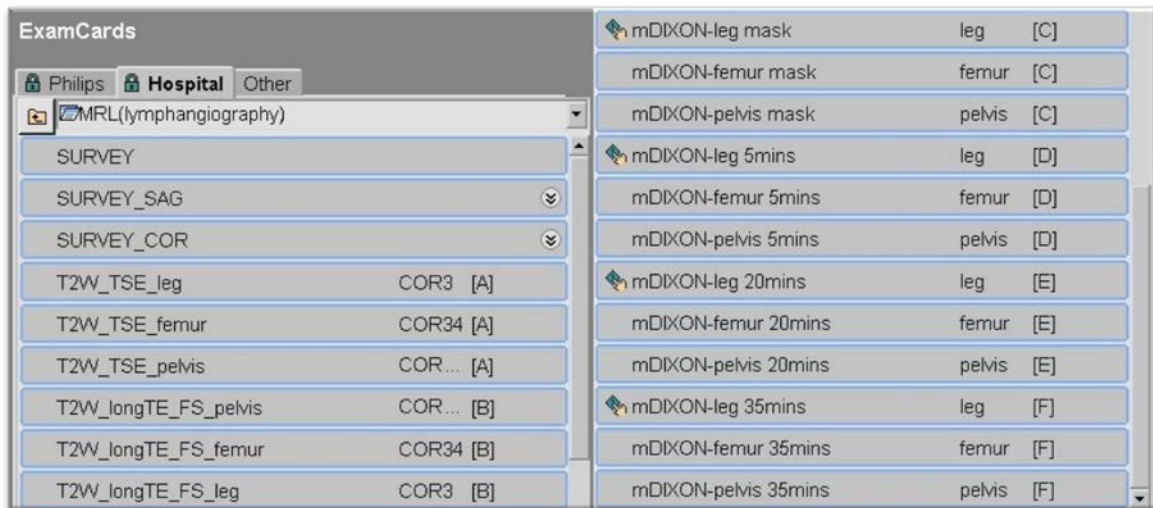 ExamCards
Philips Hospital Other
MRL(lymphangiography)
SURVEY
SURVEY_SAG
SURVEY_COR
T2W_TSE_leg COR3 [A]
T2W_TSE_femur COR34 [A]
T2W_TSE_pelvis COR... [A]
T2W_longTE_FS_pelvis COR... [B]
T2W_longTE_FS_femur COR34 [B]
T2W_longTE_FS_leg COR3 [B]
mDIXON-leg mask leg [C]
mDIXON-femur mask femur [C]
mDIXON-pelvis mask pelvis [C]
mDIXON-leg 5mins leg [D]
mDIXON-femur 5mins femur [D]
mDIXON-pelvis 5mins pelvis [D]
mDIXON-leg 20mins leg [E]
mDIXON-femur 20mins femur [E]
mDIXON-pelvis 20mins pelvis [E]
mDIXON-leg 35mins leg [F]
mDIXON-femur 35mins femur [F]
mDIXON-pelvis 35mins pelvis [F]